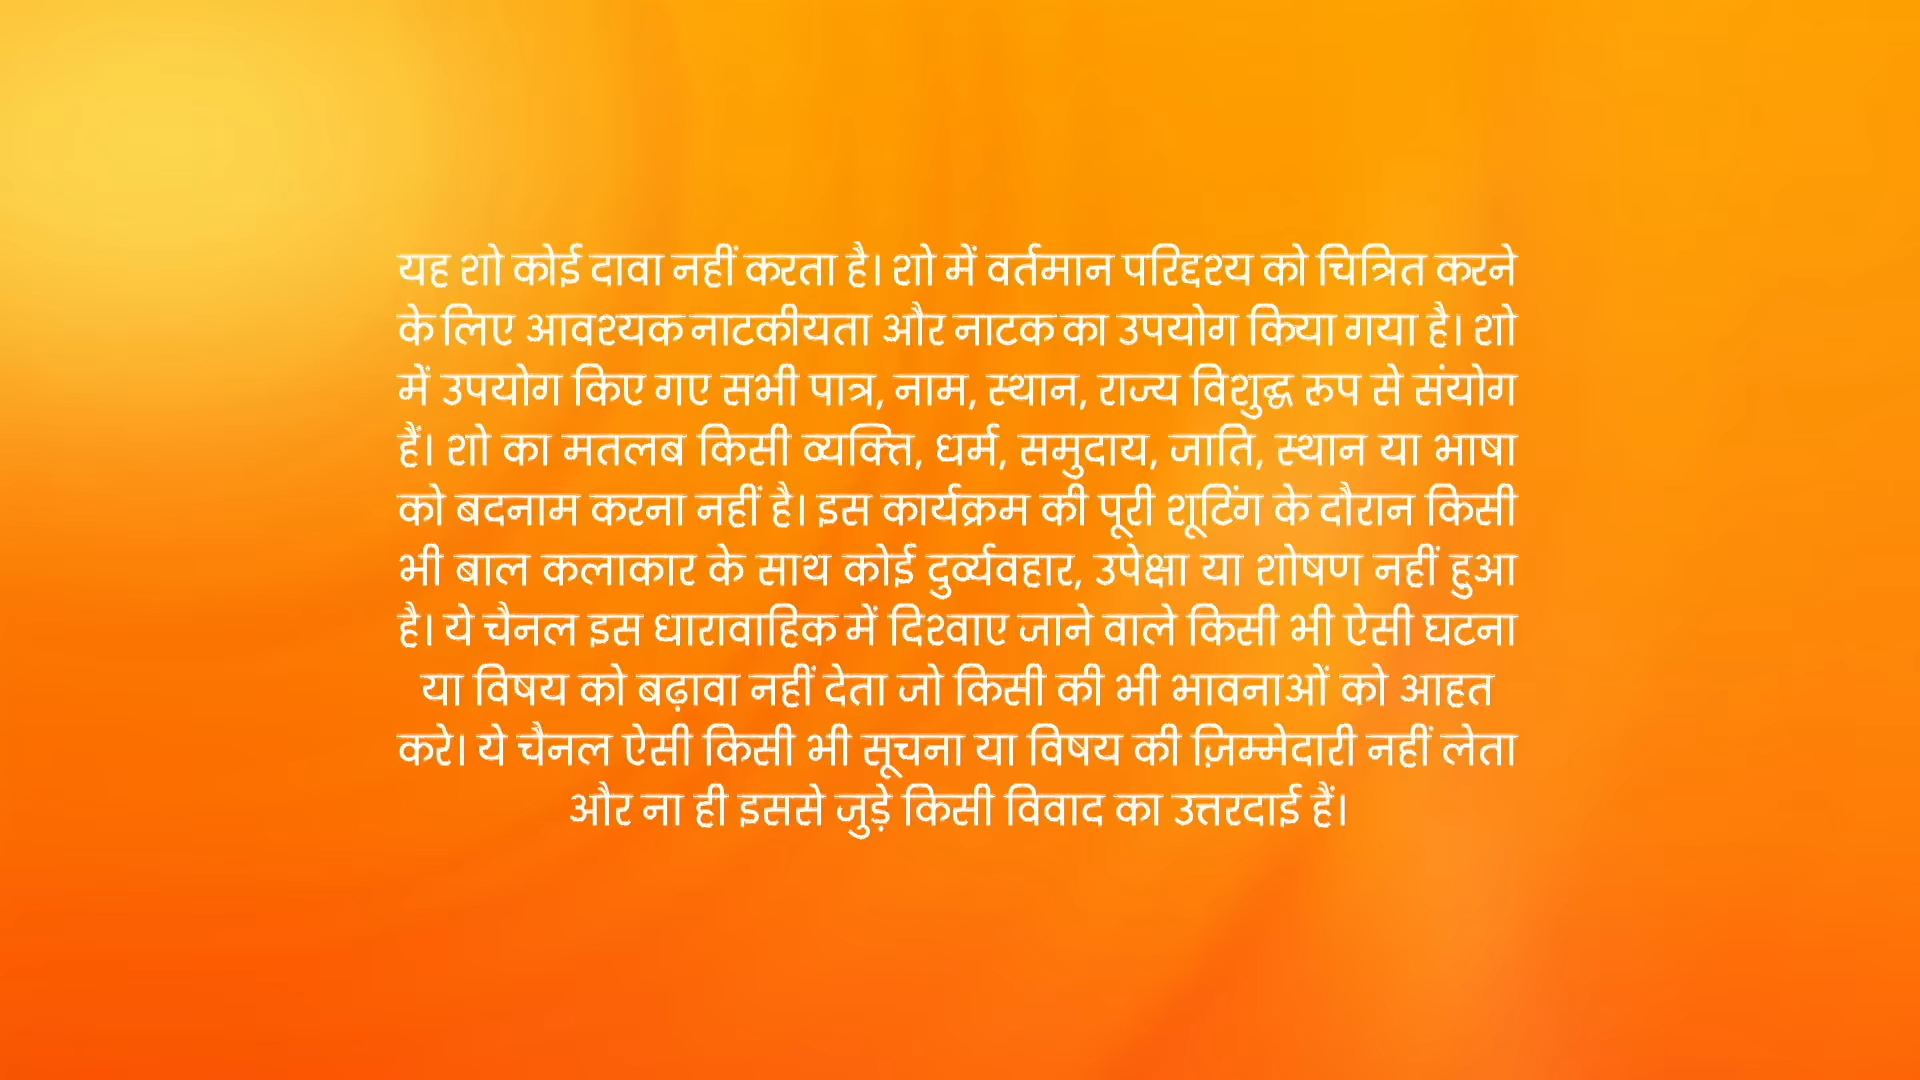 यह शो कोई दावा नहीं करता है। शो में वर्तमान परिदृश्य को चित्रित करने
के लिए आवश्यक नाटकीयता और नाटक का उपयोग किया गया है। शो
में उपयोग किए गए सभी पात्र, नाम, स्थान, राज्य विशुद्ध रूप से संयोग
हैं। शो का मतलब किसी व्यक्ति, धर्म, समुदाय, जाति, स्थान या भाषा
को बदनाम करना नहीं है। इस कार्यक्रम की पूरी शूटिंग के दौरान किसी
भी बाल कलाकार के साथ कोई दुर्व्यवहार, उपेक्षा या शोषण नहीं हुआ
है। ये चैनल इस धारावाहिक में दिखाए जाने वाले किसी भी ऐसी घटना
या विषय को बढ़ावा नहीं देता जो किसी की भी भावनाओं को आहत
करे। ये चैनल ऐसी किसी भी सूचना या विषय की ज़िम्मेदारी नहीं लेता
और ना ही इससे जुड़े किसी विवाद का उत्तरदाई हैं।